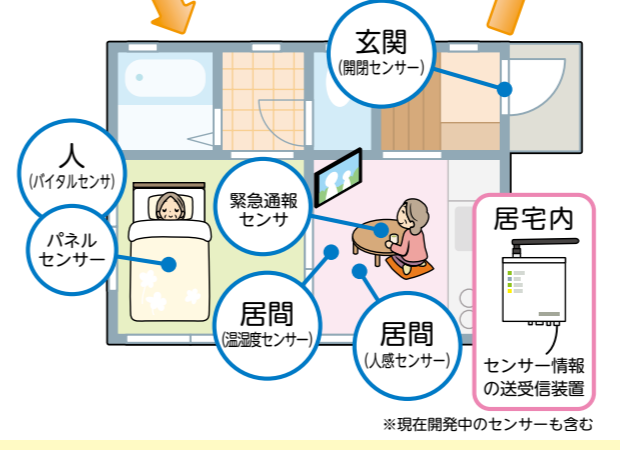 玄関
(開閉センサー)
人
(バイタルセンサ)
パネル
センサー
緊急通報
センサ
居間
(温湿度センサー)
居間
(人感センサー)
居宅内
センサー情報
の送受信装置
※現在開発中のセンサーも含む